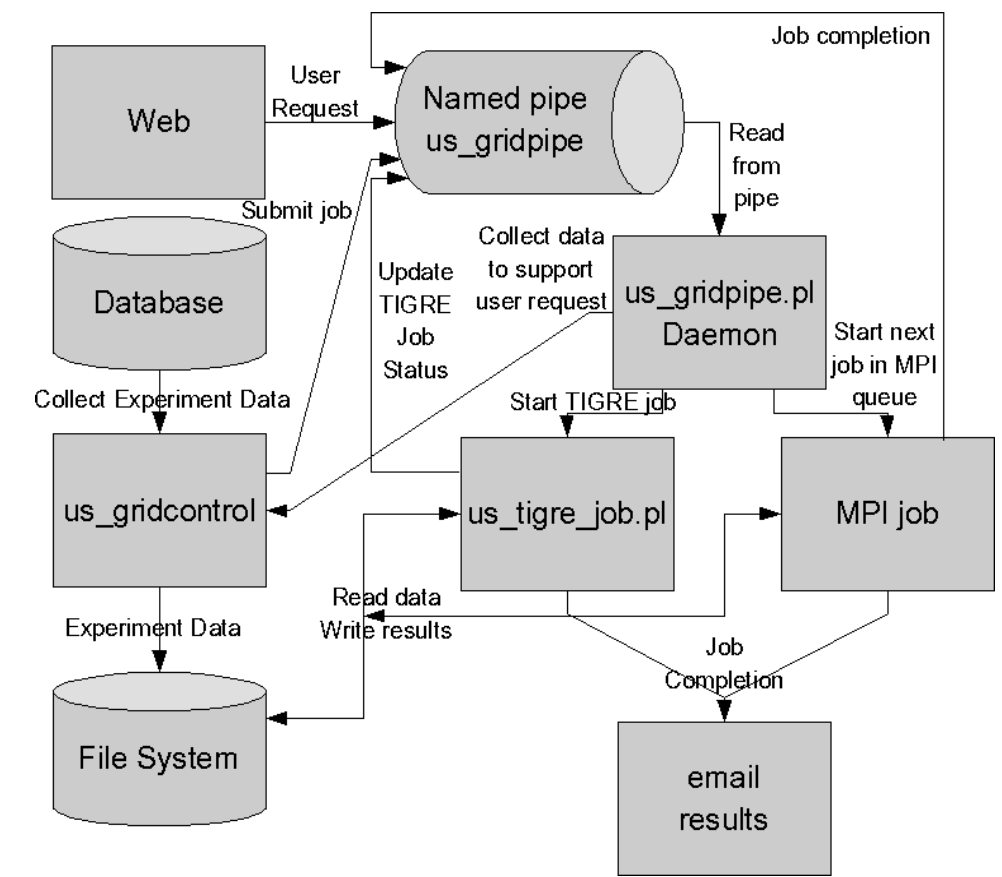 Job completion
User
Request
Web
Named pipe
us_gridpipe
Read
from
pipe
Submit job
Collect data
to support
user request
Update
TIGRE
Job
Status
Database
us_gridpipe.pl
Daemon
Start next
job in MPI
queue
Collect Experiment Data
Start TIGRE job
us_gridcontrol
us_tigre_job.pl
MPI job
Read data
Write results
Experiment Data
Job
Completion
File System
email
results